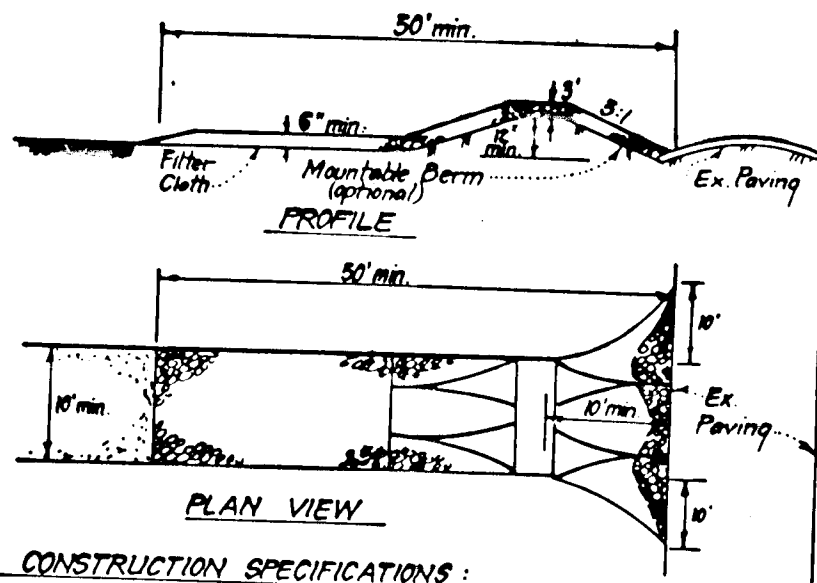 50' min.
3'
3:1
6" min.
12"
min
Filter
Cloth
Mountable Berm
(optional)
Ex. Paving
PROFILE
50' min.
10'
10' min.
10' min
Ex.
Paving
10'
PLAN VIEW
CONSTRUCTION SPECIFICATIONS :